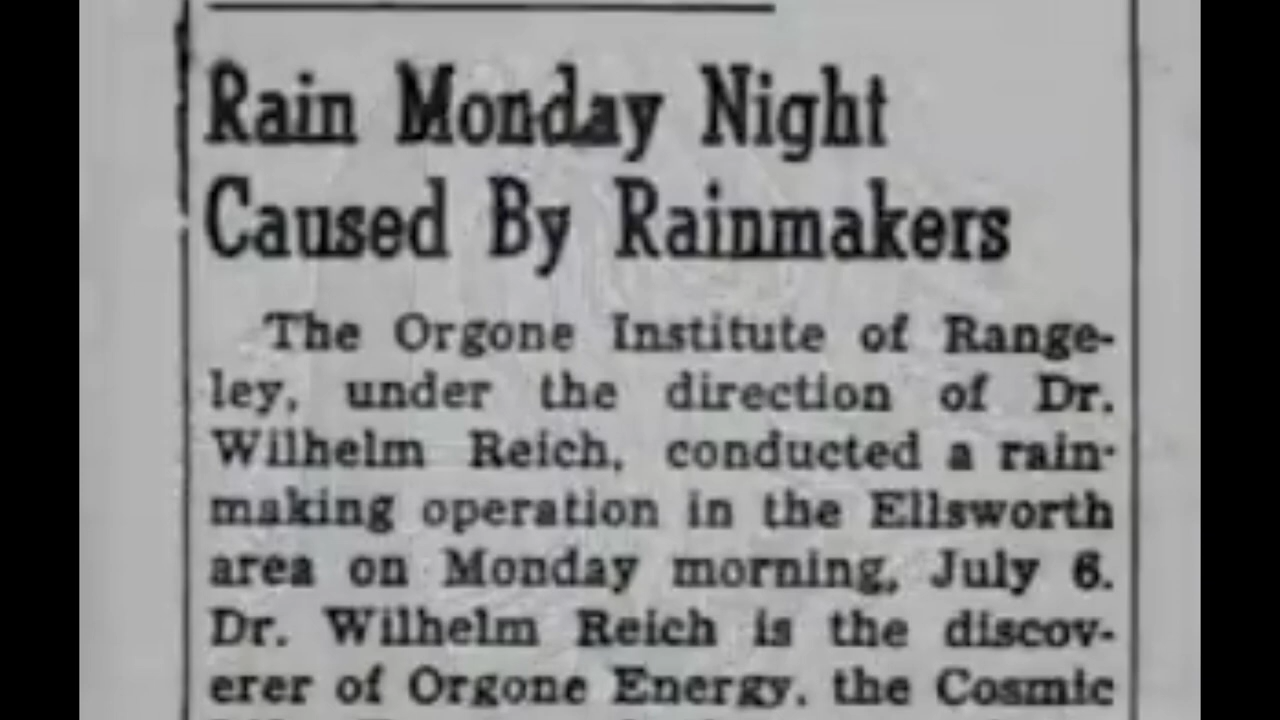 Rain Monday Night
Caused By Rainmakers
The Orgone Institute of Range-
ley, under the direction of Dr.
Wilhelm Reich, conducted a rain-
making operation in the Ellsworth
area on Monday morning, July 6.
Dr. Wilhelm Reich is the discov-
erer of Orgone Energy, the Cosmic